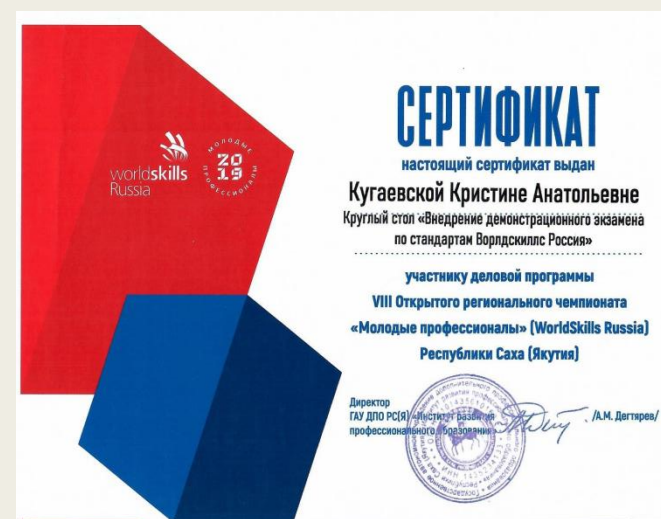 worldskills
Russia
МОЛОДЫЕ
2019
ПРОФЕССИОНАЛЫ
СЕРТИФИКАТ
настоящий сертификат выдан
Кугаевской Кристине Анатольевне
Круглый стол «Внедрение демонстрационного экзамена
по стандартам Ворлдскиллс Россия»
участнику деловой программы
VIII Открытого регионального чемпионата
«Молодые профессионалы» (WorldSkills Russia)
Республики Саха (Якутия)
Директор
ГАУ ДПО РС(Я) «Институт развития
профессионального образования»
/А.М. Дегтярев/